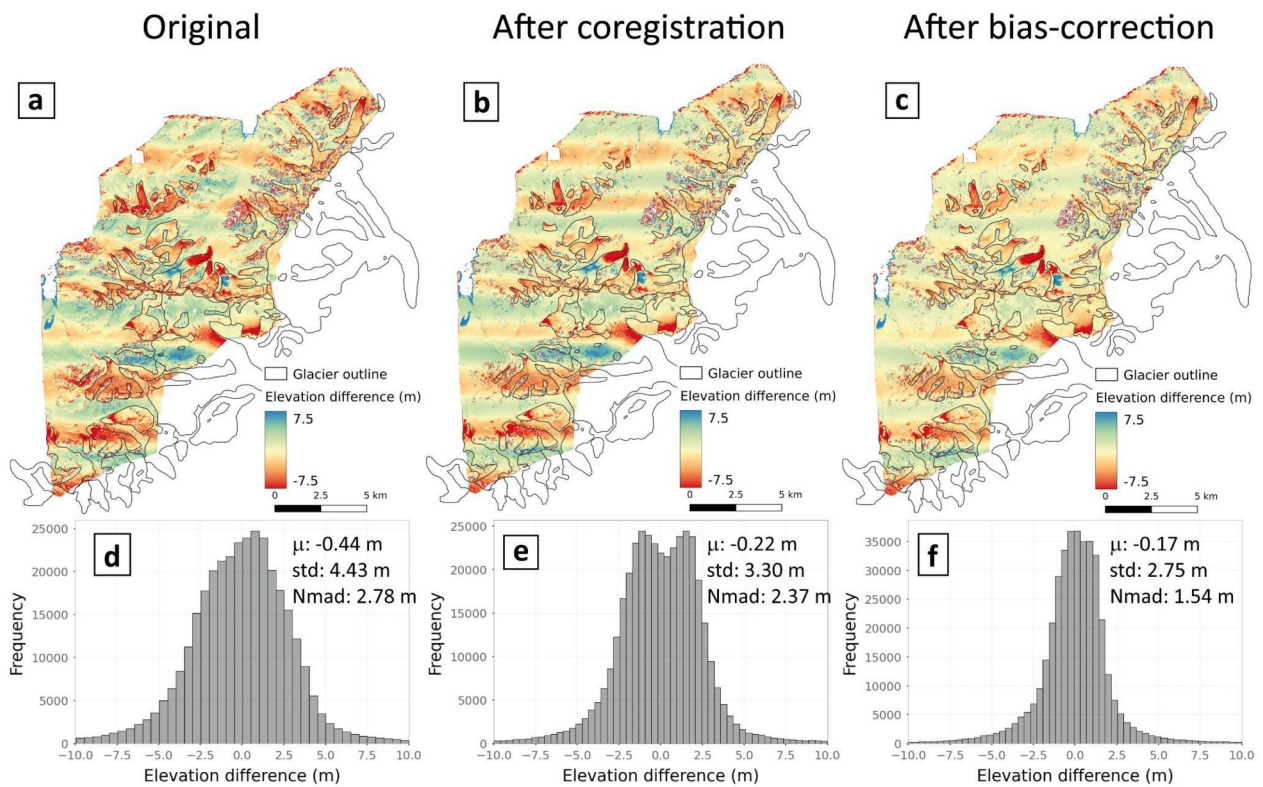 Original
After coregistration
After bias-correction
a
b
c
Glacier outline
Elevation difference (m)
7.5
-7.5
0 2.5 5 km
Glacier outline
Elevation difference (m)
7.5
-7.5
0 2.5 5 km
Glacier outline
Elevation difference (m)
7.5
-7.5
0 2.5 5 km
d
μ: -0.44 m
std: 4.43 m
Nmad: 2.78 m
Frequency
25000
20000
15000
10000
5000
0
−10.0 −7.5 −5.0 −2.5 0.0 2.5 5.0 7.5 10.0
Elevation difference (m)
e
μ: -0.22 m
std: 3.30 m
Nmad: 2.37 m
Frequency
25000
20000
15000
10000
5000
0
−10.0 −7.5 −5.0 −2.5 0.0 2.5 5.0 7.5 10.0
Elevation difference (m)
f
μ: -0.17 m
std: 2.75 m
Nmad: 1.54 m
Frequency
35000
30000
25000
20000
15000
10000
5000
0
−10.0 −7.5 −5.0 −2.5 0.0 2.5 5.0 7.5 10.0
Elevation difference (m)